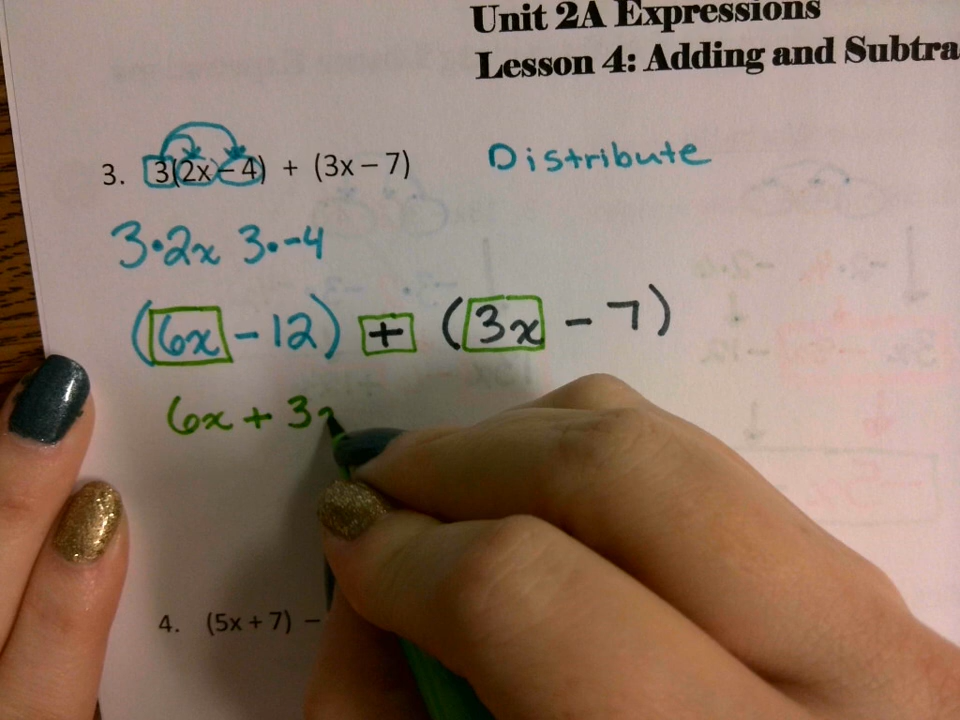 Unit 2A Expressions
Lesson 4: Adding and Subtra
3. 3(2x – 4) + (3x – 7) Distribute
3•2x 3•-4
(6x - 12) + (3x - 7)
6x + 3x
4. (5x + 7) –